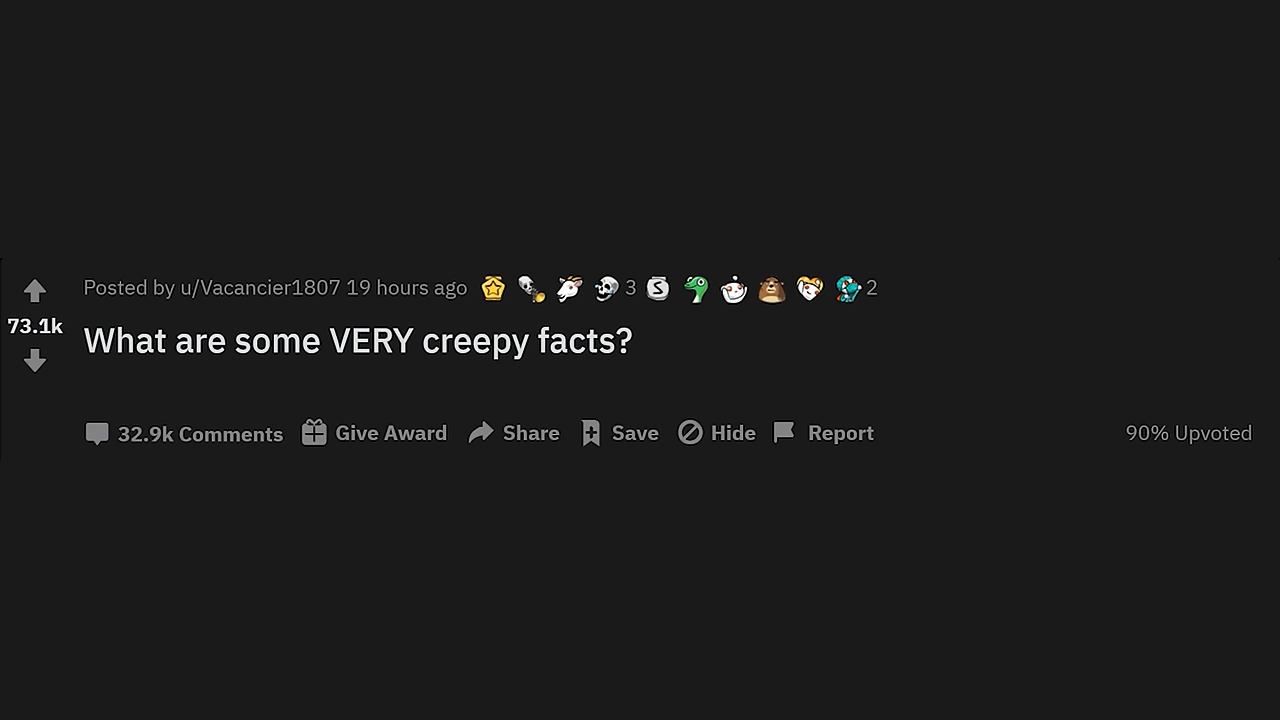 Posted by u/Vacancier1807 19 hours ago 3 S 2
73.1k
What are some VERY creepy facts?
32.9k Comments Give Award Share Save Hide Report 90% Upvoted